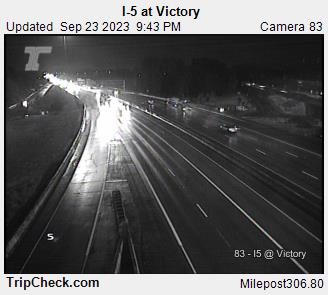 I-5 at Victory
Updated Sep 23 2023 9:43 PM Camera 83
T
S
83 - I5 @ Victory
TripCheck.com Milepost306.80